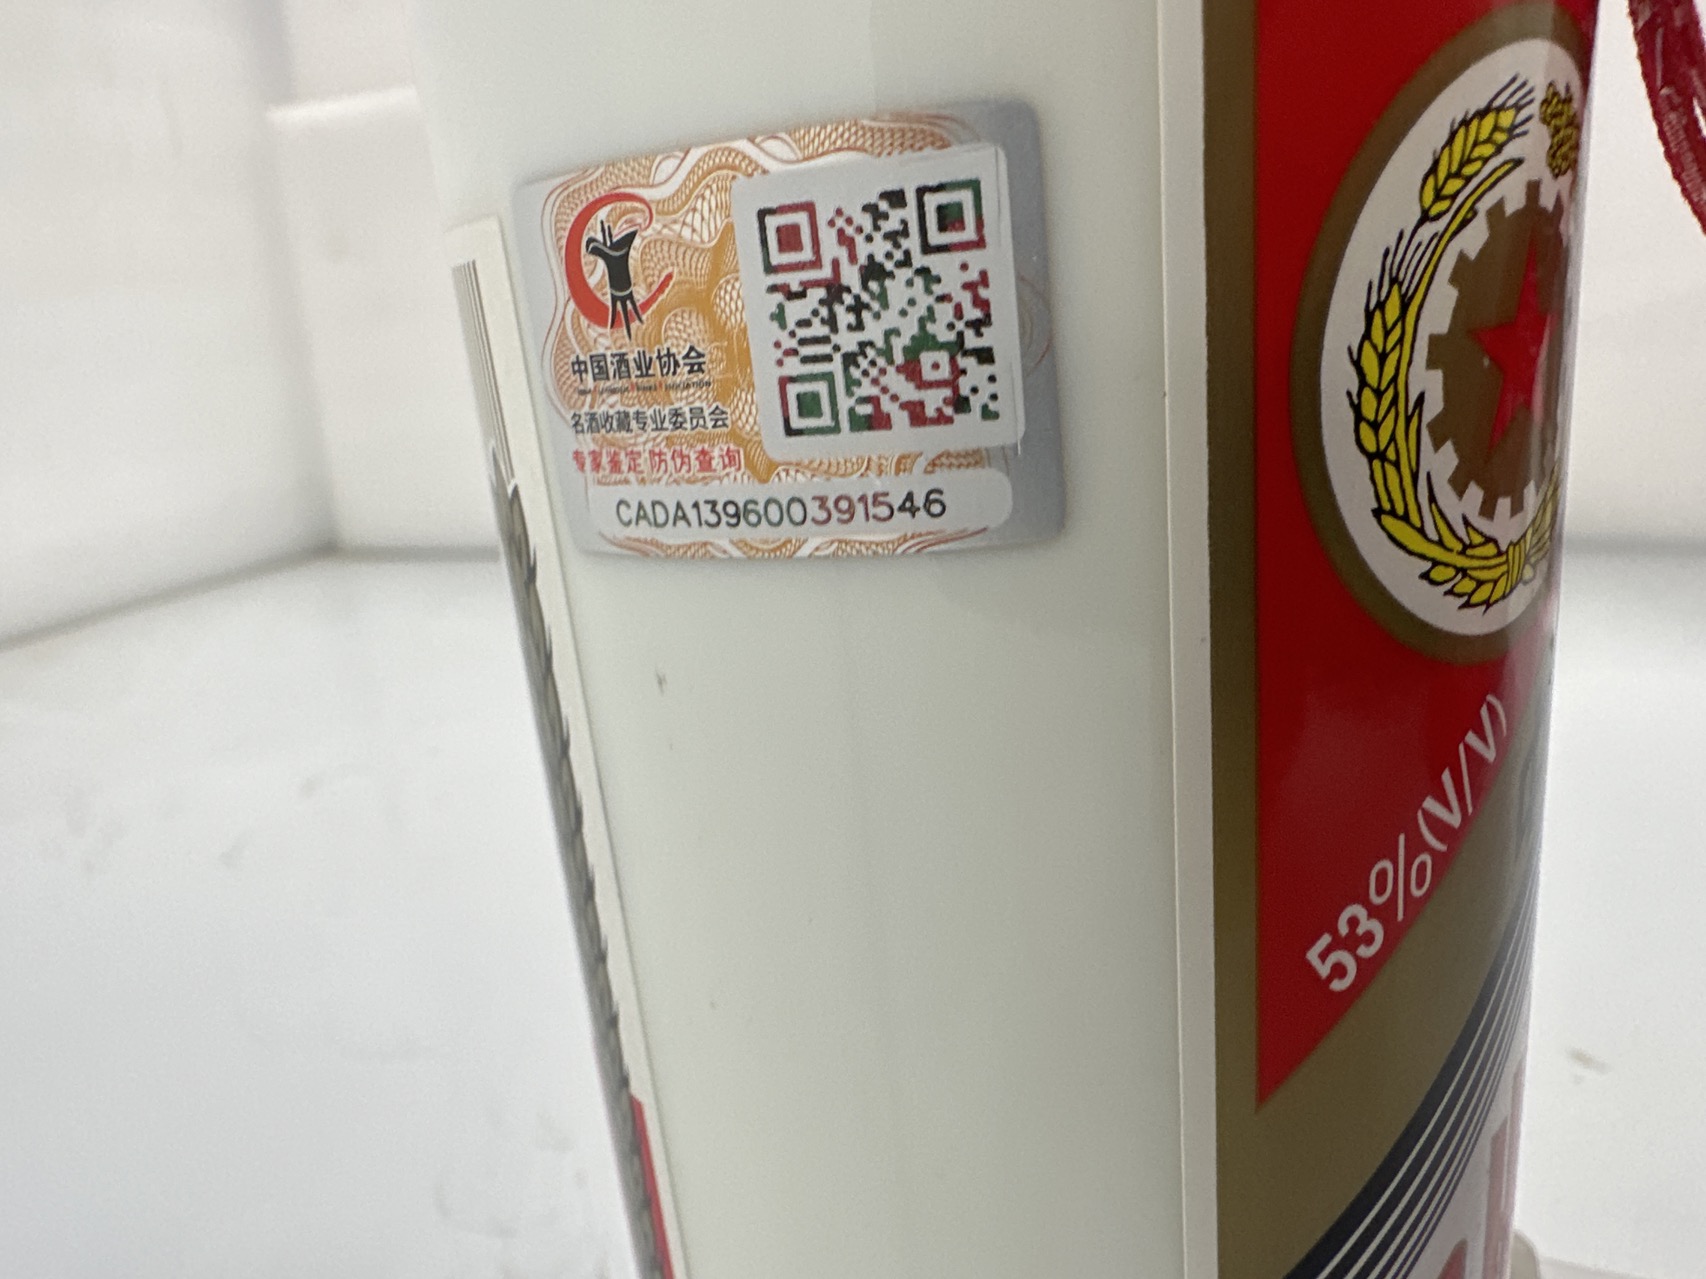 中国酒业协会
名酒收藏专业委员会
专家鉴定 防伪查询
CADA139600391546
53%(V/V)